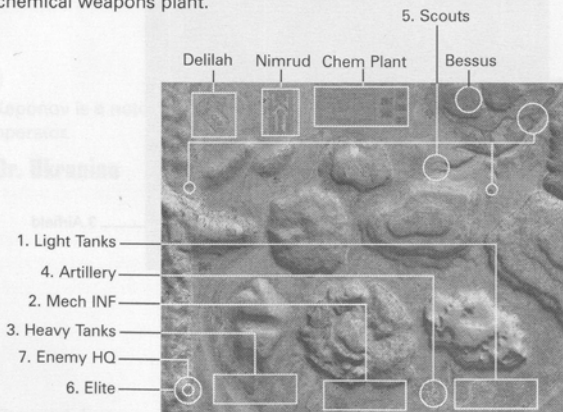 chemical weapons plant.
5. Scouts
Delilah
Nimrud
Chem Plant
Bessus
1. Light Tanks
4. Artillery
2. Mech INF
3. Heavy Tanks
7. Enemy HQ
6. Elite